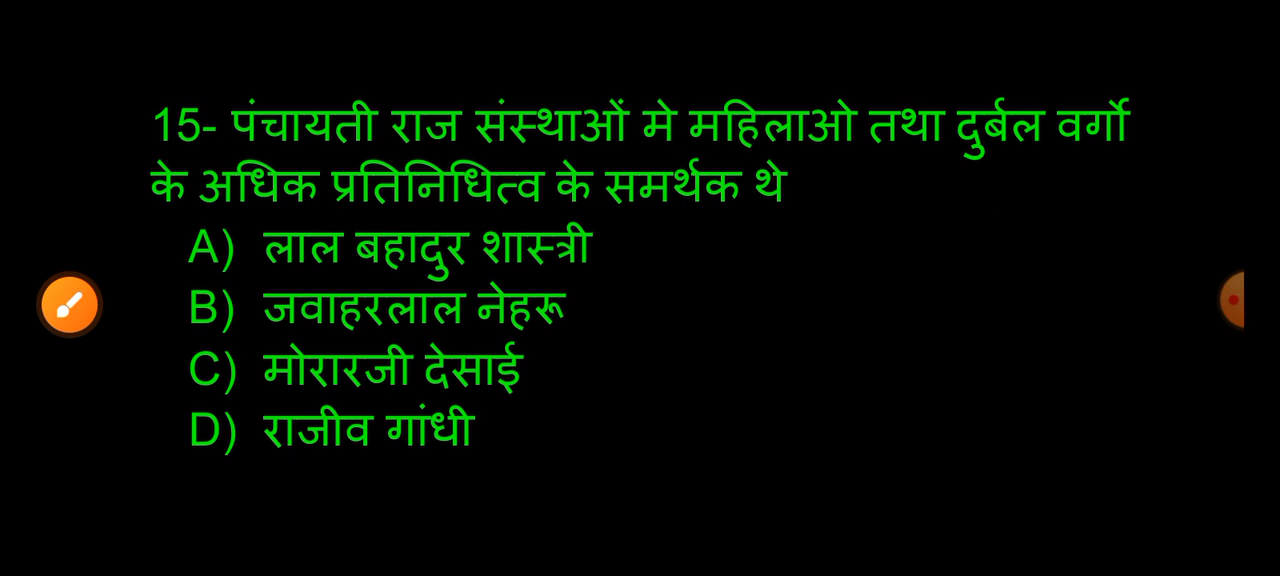 15- पंचायती राज संस्थाओं मे महिलाओ तथा दुर्बल वर्गो
के अधिक प्रतिनिधित्व के समर्थक थे
A) लाल बहादुर शास्त्री
B) जवाहरलाल नेहरू
C) मोरारजी देसाई
D) राजीव गांधी